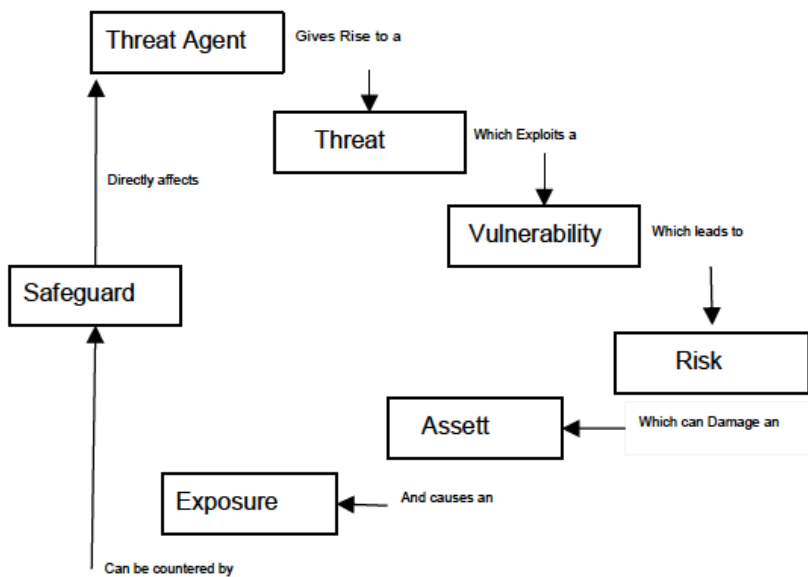 Threat Agent
Gives Rise to a
Threat
Which Exploits a
Directly affects
Vulnerability
Which leads to
Safeguard
Risk
Assett
Which can Damage an
Exposure
And causes an
Can be countered by